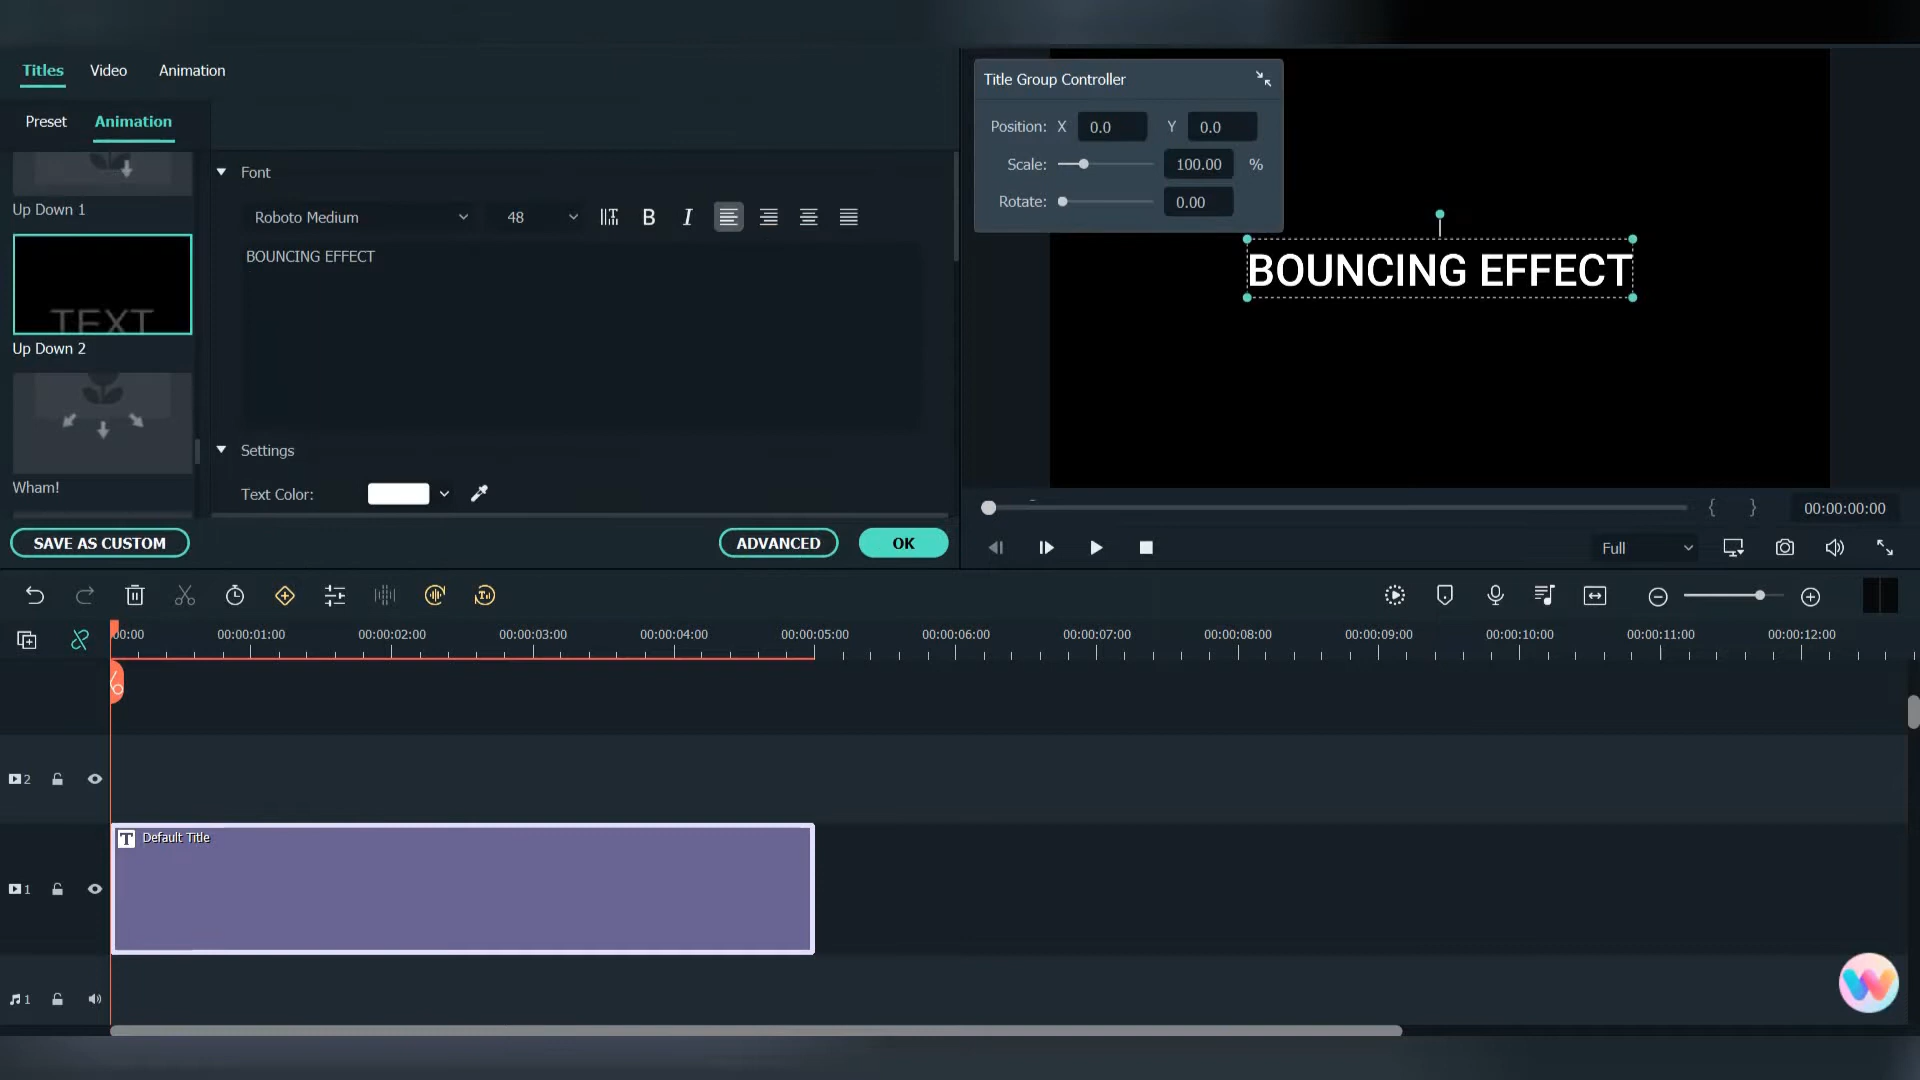 Titles Video Animation
Preset Animation
Up Down 1
TEXT
Up Down 2
Wham!
SAVE AS CUSTOM
Font
Roboto Medium 48 B I
BOUNCING EFFECT
Settings
Text Color:
ADVANCED OK
Title Group Controller
Position: X 0.0 Y 0.0
Scale: 100.00 %
Rotate: 0.00
BOUNCING EFFECT
{ } 00:00:00:00
Full
00:00 00:00:01:00 00:00:02:00 00:00:03:00 00:00:04:00 00:00:05:00 00:00:06:00 00:00:07:00 00:00:08:00 00:00:09:00 00:00:10:00 00:00:11:00 00:00:12:00
2
T Default Title
1
1